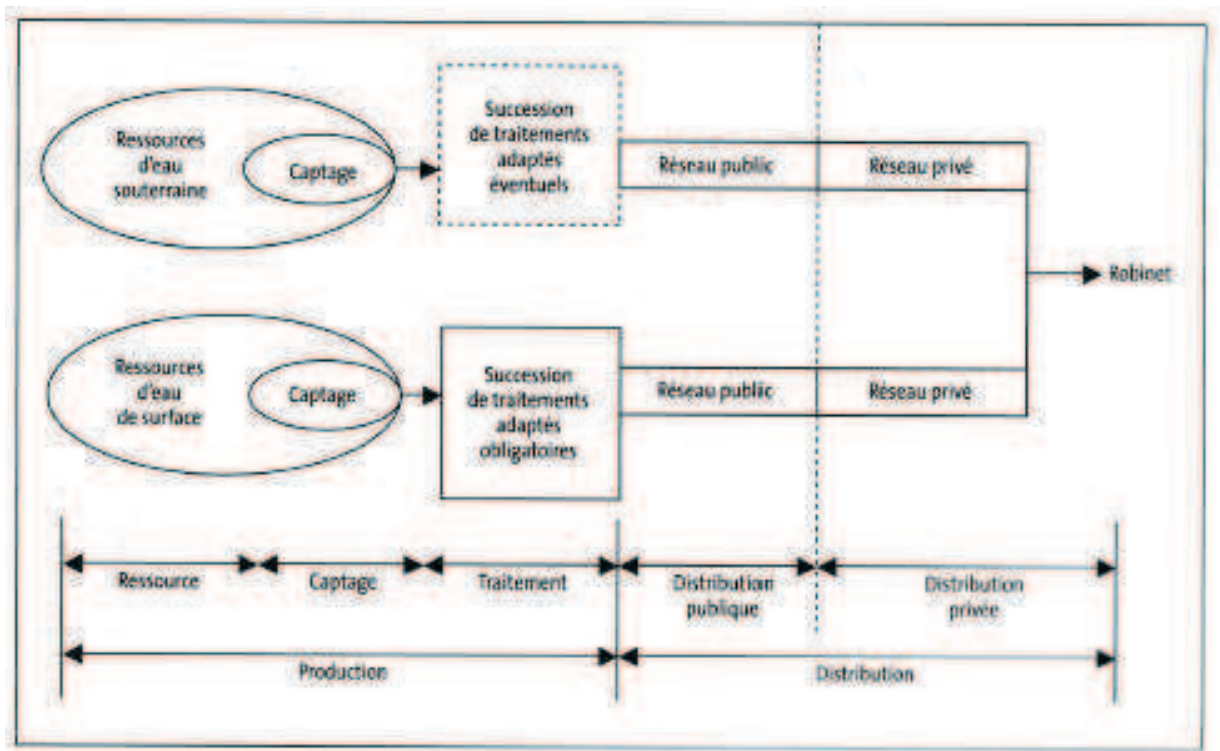 Ressources
d'eau
souterraine
Captage
Succession
de traitements
adaptés
éventuels
Réseau public
Réseau privé
Robinet
Ressources
d'eau
de surface
Captage
Succession
de traitements
adaptés
obligatoires
Réseau public
Réseau privé
Ressource
Captage
Traitement
Distribution
publique
Distribution
privée
Production
Distribution